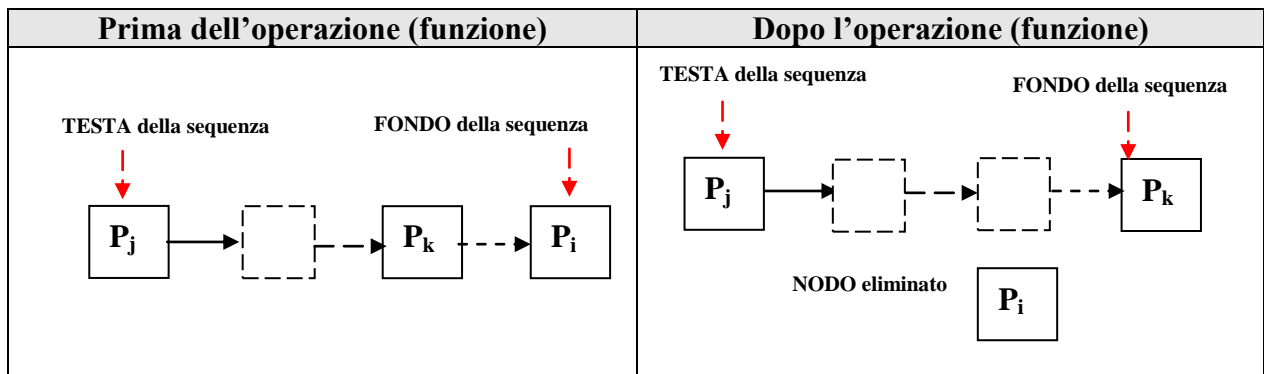 Prima dell’operazione (funzione)
TESTA della sequenza
FONDO della sequenza
Pj
Pk
Pi
Dopo l’operazione (funzione)
TESTA della sequenza
FONDO della sequenza
Pj
Pk
NODO eliminato
Pi